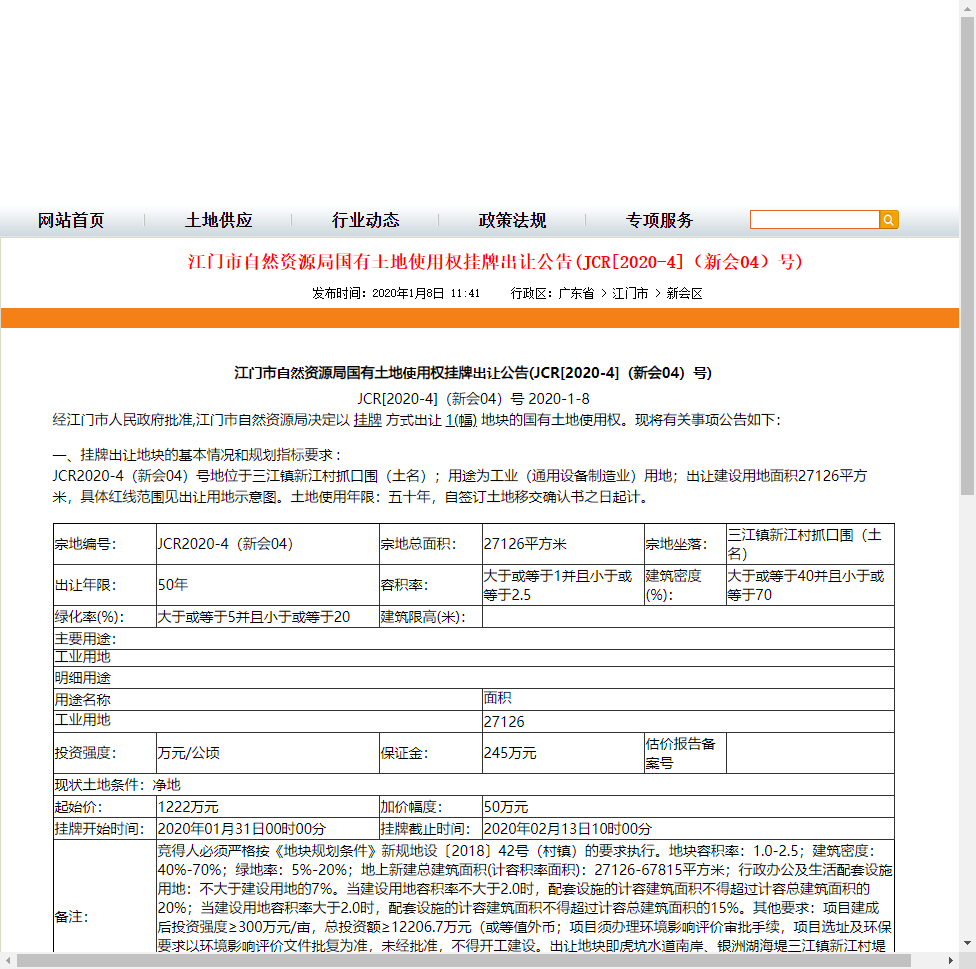 网站首页 土地供应 行业动态 政策法规 专项服务
江门市自然资源局国有土地使用权挂牌出让公告(JCR[2020-4]（新会04）号)
发布时间：2020年1月8日 11:41 行政区：广东省 > 江门市 > 新会区
江门市自然资源局国有土地使用权挂牌出让公告(JCR[2020-4]（新会04）号)
JCR[2020-4]（新会04）号 2020-1-8
经江门市人民政府批准,江门市自然资源局决定以 挂牌 方式出让 1(幅) 地块的国有土地使用权。现将有关事项公告如下：
一、挂牌出让地块的基本情况和规划指标要求：
JCR2020-4（新会04）号地位于三江镇新江村抓口围（土名）；用途为工业（通用设备制造业）用地；出让建设用地面积27126平方
米，具体红线范围见出让用地示意图。土地使用年限：五十年，自签订土地移交确认书之日起计。
宗地编号： JCR2020-4（新会04） 宗地总面积： 27126平方米 宗地坐落： 三江镇新江村抓口围（土
名）
出让年限： 50年 容积率： 大于或等于1并且小于或 建筑密度 大于或等于40并且小于或
等于2.5 (%)： 等于70
绿化率(%)： 大于或等于5并且小于或等于20 建筑限高(米)：
主要用途：
工业用地
明细用途
用途名称 面积
工业用地 27126
投资强度： 万元/公顷 保证金： 245万元 估价报告备
案号
现状土地条件：净地
起始价： 1222万元 加价幅度： 50万元
挂牌开始时间： 2020年01月31日00时00分 挂牌截止时间： 2020年02月13日10时00分
竞得人必须严格按《地块规划条件》新规地设［2018］42号（村镇）的要求执行。地块容积率：1.0-2.5；建筑密度：
40%-70%；绿地率：5%-20%；地上新建总建筑面积(计容积率面积)：27126-67815平方米；行政办公及生活配套设施
用地：不大于建设用地的7%。当建设用地容积率不大于2.0时，配套设施的计容建筑面积不得超过计容总建筑面积的
20%；当建设用地容积率大于2.0时，配套设施的计容建筑面积不得超过计容总建筑面积的15%。其他要求：项目建成
备注：
后投资强度≥300万元/亩，总投资额≥12206.7万元（或等值外币；项目须办理环境影响评价审批手续，项目选址及环保
要求以环境影响评价文件批复为准，未经批准，不得开工建设。出让地块即虎坑水道南岸、银洲湖海堤三江镇新江村堤